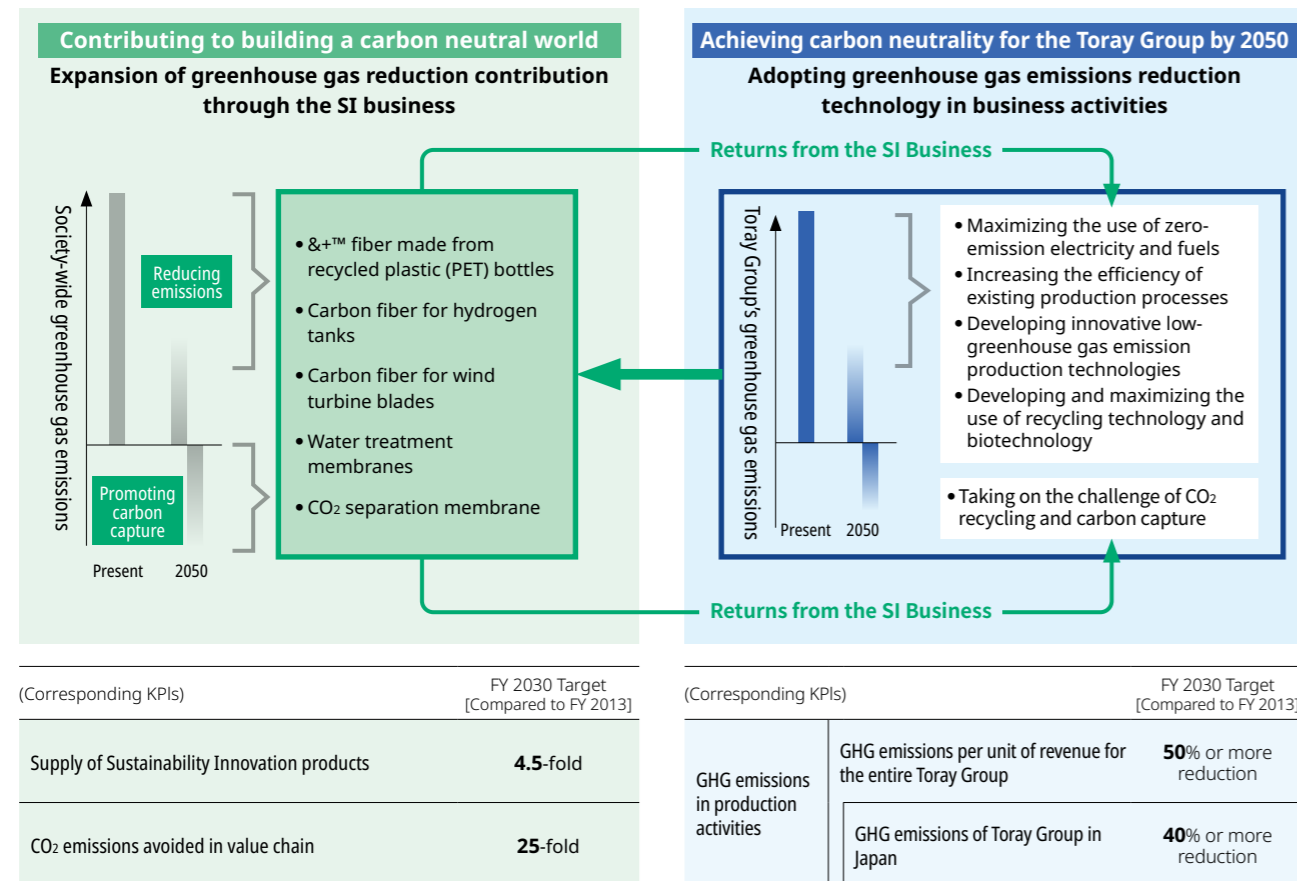 Contributing to building a carbon neutral world
Expansion of greenhouse gas reduction contribution
through the SI business
Society-wide greenhouse gas emissions
Reducing
emissions
Promoting
carbon
capture
Present
2050
• &+™ fiber made from
recycled plastic (PET) bottles
• Carbon fiber for hydrogen
tanks
• Carbon fiber for wind
turbine blades
• Water treatment
membranes
• CO₂ separation membrane
Achieving carbon neutrality for the Toray Group by 2050
Adopting greenhouse gas emissions reduction
technology in business activities
Returns from the SI Business
Toray Group's greenhouse gas emissions
Present
2050
• Maximizing the use of zero-
emission electricity and fuels
• Increasing the efficiency of
existing production processes
• Developing innovative low-
greenhouse gas emission
production technologies
• Developing and maximizing the
use of recycling technology and
biotechnology
• Taking on the challenge of CO₂
recycling and carbon capture
Returns from the SI Business
(Corresponding KPIs)
FY 2030 Target
[Compared to FY 2013]
Supply of Sustainability Innovation products
4.5-fold
CO₂ emissions avoided in value chain
25-fold
(Corresponding KPIs)
FY 2030 Target
[Compared to FY 2013]
GHG emissions
in production
activities
GHG emissions per unit of revenue for
the entire Toray Group
50% or more
reduction
GHG emissions of Toray Group in
Japan
40% or more
reduction